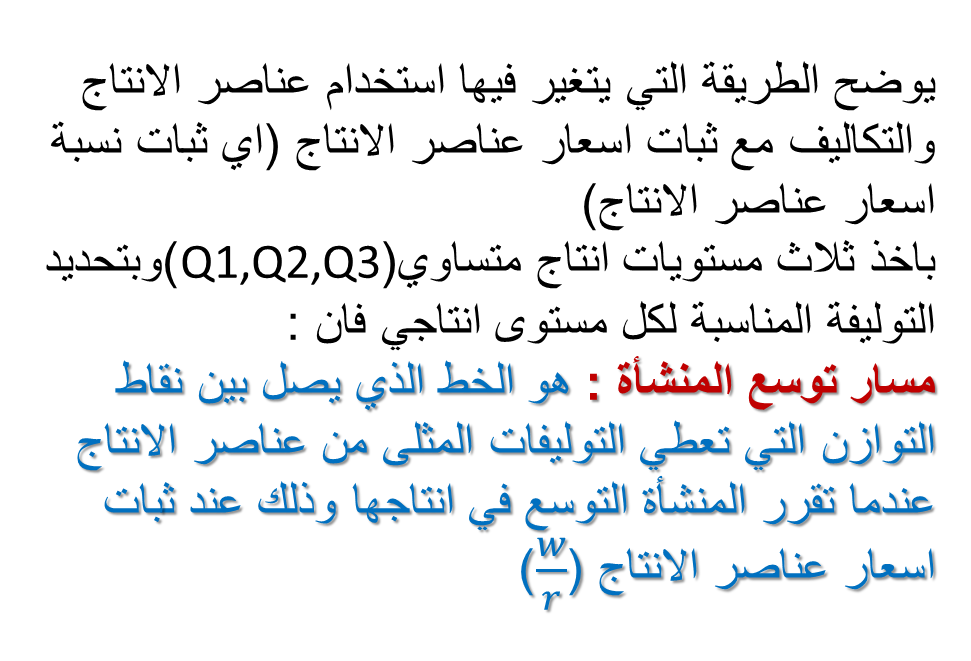 يوضح الطريقة التي يتغير فيها استخدام عناصر الانتاج
والتكاليف مع ثبات اسعار عناصر الانتاج (اي ثبات نسبة
اسعار عناصر الانتاج)
باخذ ثلاث مستويات انتاج متساوي(Q1,Q2,Q3)وبتحديد
التوليفة المناسبة لكل مستوى انتاجي فان :
مسار توسع المنشأة : هو الخط الذي يصل بين نقاط
التوازن التي تعطي التوليفات المثلى من عناصر الانتاج
عندما تقرر المنشأة التوسع في انتاجها وذلك عند ثبات
اسعار عناصر الانتاج (w/r)